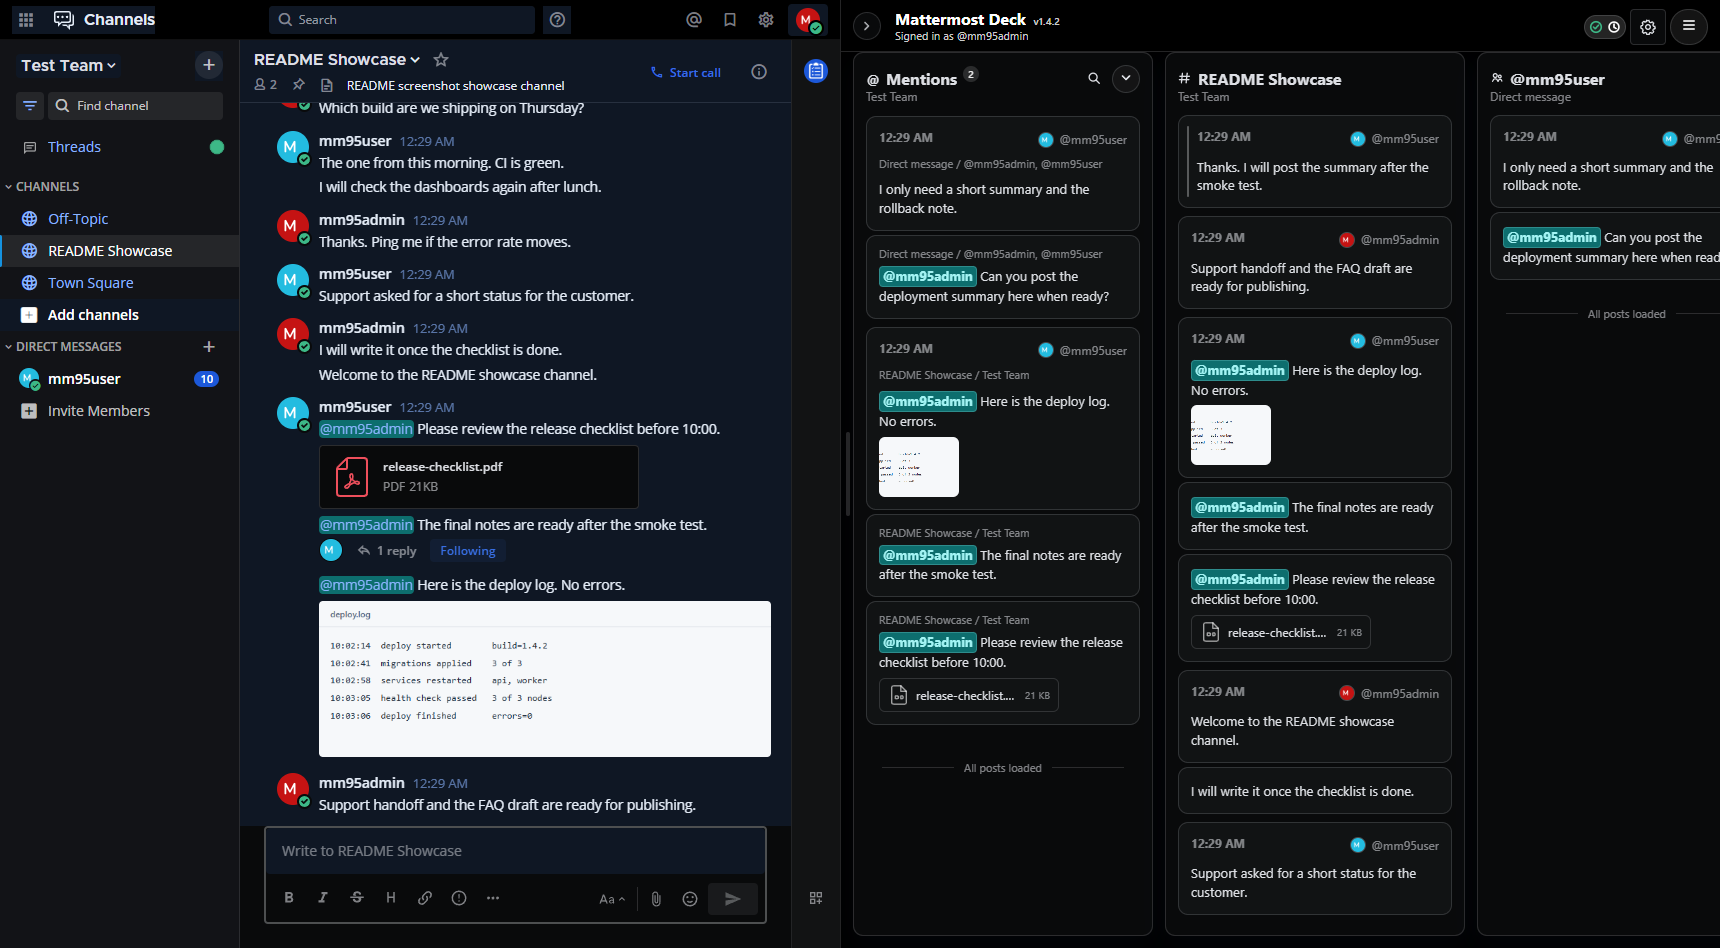 Channels
Search
Test Team
Find channel
Threads
CHANNELS
Off-Topic
README Showcase
Town Square
Add channels
DIRECT MESSAGES
mm95user
10
Invite Members
README Showcase
2
README screenshot showcase channel
Start call
Which build are we shipping on Thursday?
mm95user 12:29 AM
The one from this morning. CI is green.
I will check the dashboards again after lunch.
mm95admin 12:29 AM
Thanks. Ping me if the error rate moves.
mm95user 12:29 AM
Support asked for a short status for the customer.
mm95admin 12:29 AM
I will write it once the checklist is done.
Welcome to the README showcase channel.
mm95user 12:29 AM
@mm95admin Please review the release checklist before 10:00.
release-checklist.pdf
PDF 21KB
@mm95admin The final notes are ready after the smoke test.
1 reply Following
@mm95admin Here is the deploy log. No errors.
deploy.log
10:02:14 deploy started build=1.4.2
10:02:41 migrations applied 3 of 3
10:02:58 services restarted api, worker
10:03:05 health check passed 3 of 3 nodes
10:03:06 deploy finished errors=0
mm95admin 12:29 AM
Support handoff and the FAQ draft are ready for publishing.
Write to README Showcase
B I S H
Aa
Mattermost Deck v1.4.2
Signed in as @mm95admin
@ Mentions 2
Test Team
12:29 AM @mm95user
Direct message / @mm95admin, @mm95user
I only need a short summary and the
rollback note.
Direct message / @mm95admin, @mm95user
@mm95admin Can you post the
deployment summary here when ready?
12:29 AM @mm95user
README Showcase / Test Team
@mm95admin Here is the deploy log.
No errors.
README Showcase / Test Team
@mm95admin The final notes are ready
after the smoke test.
README Showcase / Test Team
@mm95admin Please review the release
checklist before 10:00.
release-checklist.... 21 KB
All posts loaded
# README Showcase
Test Team
12:29 AM @mm95user
Thanks. I will post the summary after the
smoke test.
12:29 AM @mm95admin
Support handoff and the FAQ draft are
ready for publishing.
12:29 AM @mm95user
@mm95admin Here is the deploy log.
No errors.
@mm95admin The final notes are ready
after the smoke test.
@mm95admin Please review the release
checklist before 10:00.
release-checklist.... 21 KB
12:29 AM @mm95admin
Welcome to the README showcase
channel.
I will write it once the checklist is done.
12:29 AM @mm95user
Support asked for a short status for the
customer.
@mm95user
Direct message
12:29 AM @mm9
I only need a short summary and the
rollback note.
@mm95admin Can you post the
deployment summary here when read
All posts loaded